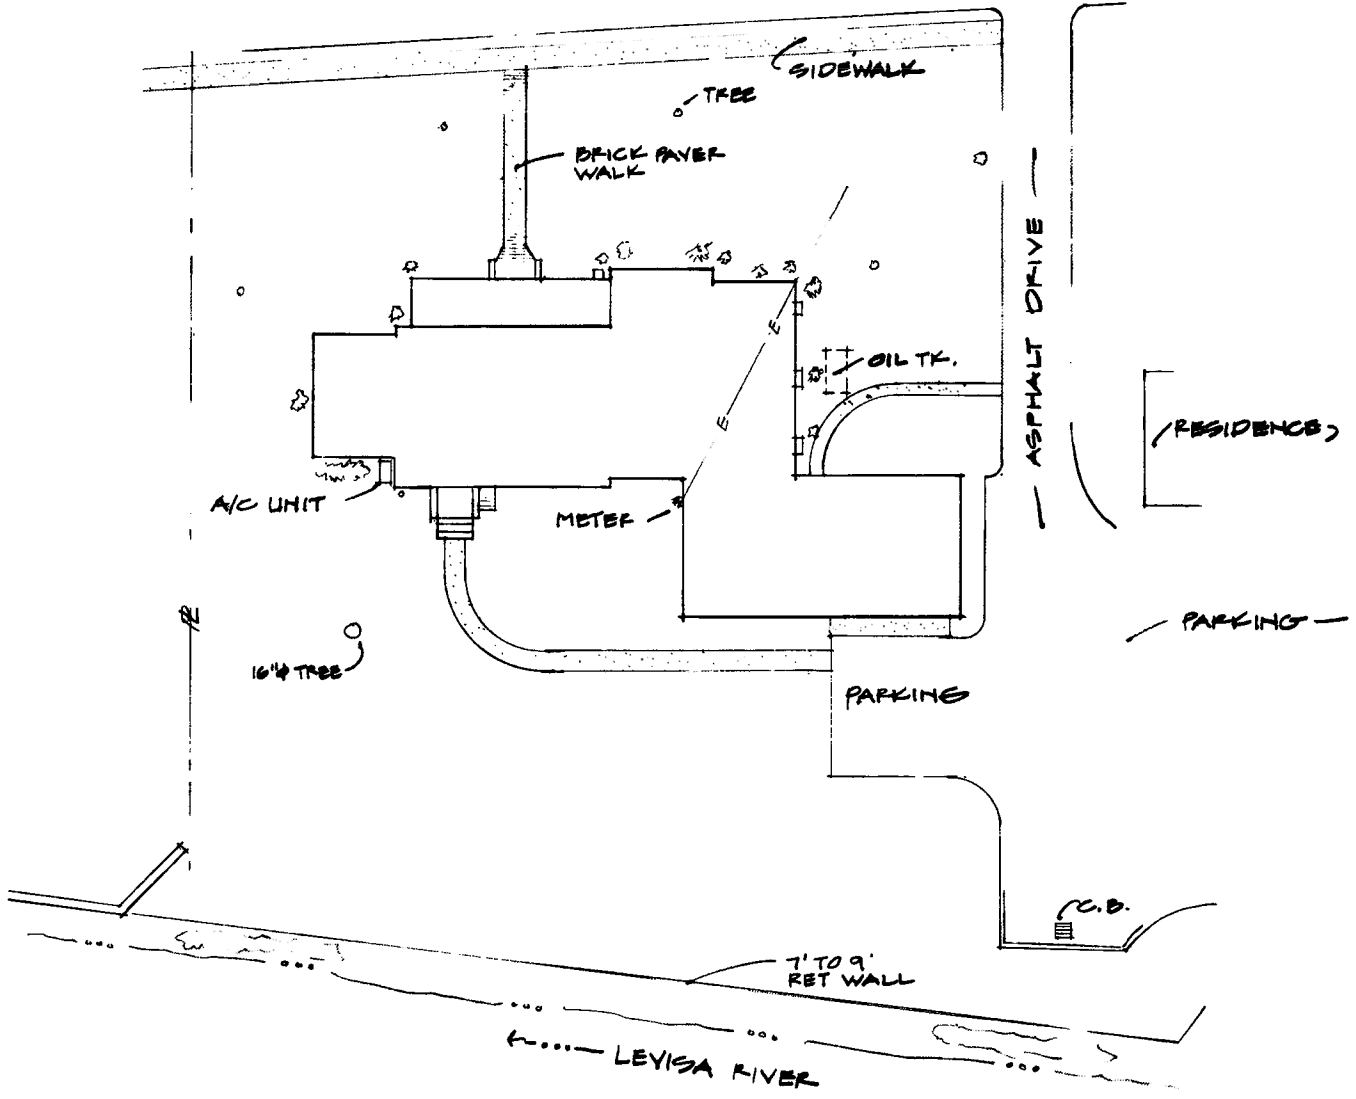 SIDEWALK
TREE
BRICK PAVER
WALK
ASPHALT DRIVE
E
OIL TK.
E
RESIDENCE
A/C UNIT
METER
PARKING
16"φ TREE
PARKING
C.B.
7' TO 9'
RET WALL
LEVISA RIVER